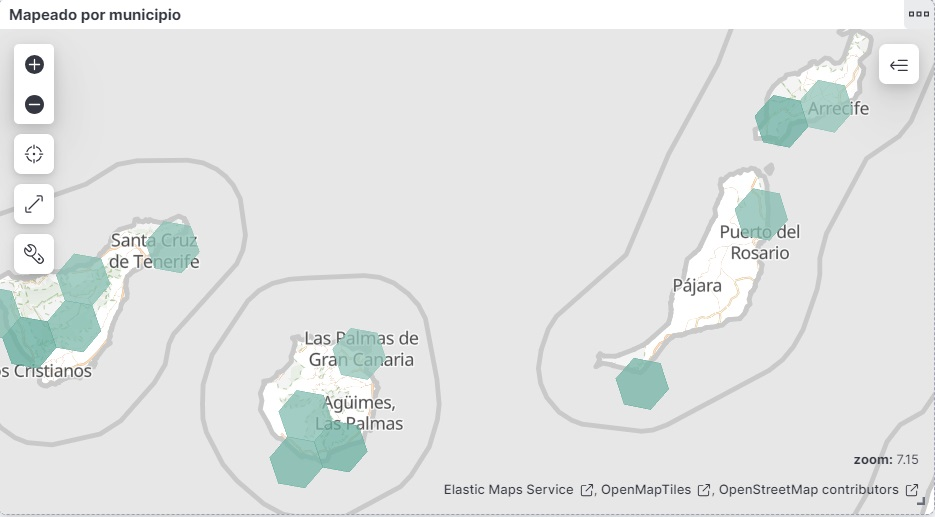 Mapeado por municipio
Arrecife
Santa Cruz
de Tenerife
Puerto del
Rosario
Pájara
Las Palmas de
Gran Canaria
os Cristianos
Agüimes,
Las Palmas
zoom: 7.15
Elastic Maps Service, OpenMapTiles, OpenStreetMap contributors